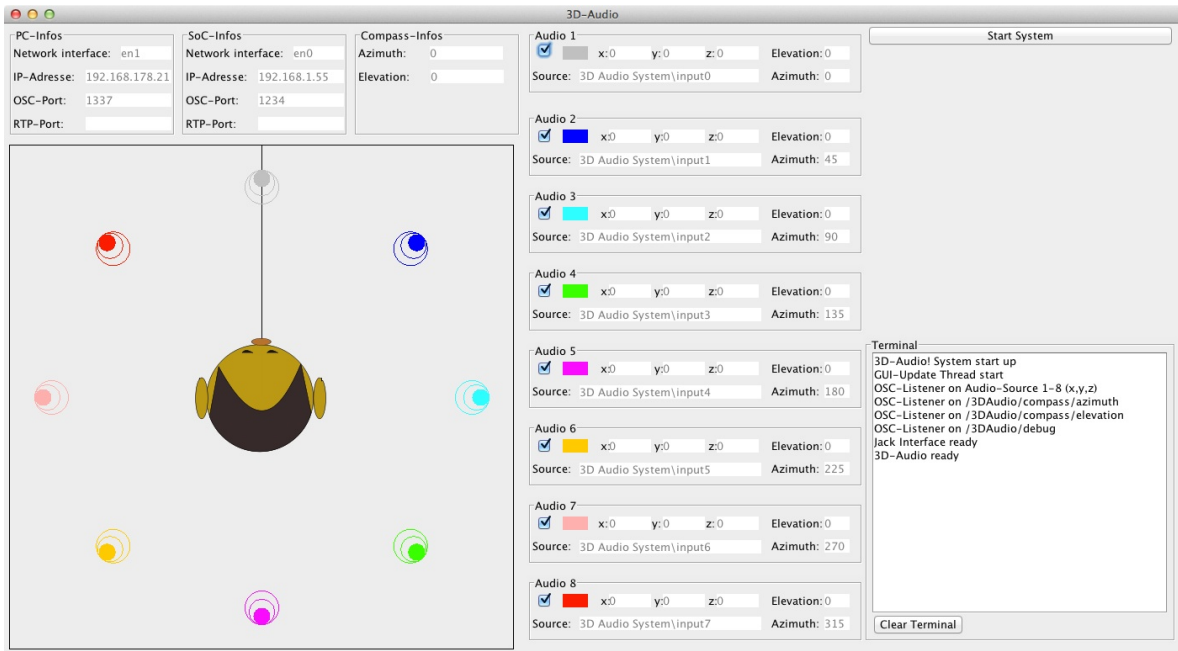 3D-Audio
PC-Infos
Network interface: en1
IP-Adresse: 192.168.178.21
OSC-Port: 1337
RTP-Port:
SoC-Infos
Network interface: en0
IP-Adresse: 192.168.1.55
OSC-Port: 1234
RTP-Port:
Compass-Infos
Azimuth: 0
Elevation: 0
Audio 1
x:0 y:0 z:0 Elevation: 0
Source: 3D Audio System\input0 Azimuth: 0
Audio 2
x:0 y:0 z:0 Elevation: 0
Source: 3D Audio System\input1 Azimuth: 45
Audio 3
x:0 y:0 z:0 Elevation: 0
Source: 3D Audio System\input2 Azimuth: 90
Audio 4
x:0 y:0 z:0 Elevation: 0
Source: 3D Audio System\input3 Azimuth: 135
Audio 5
x:0 y:0 z:0 Elevation: 0
Source: 3D Audio System\input4 Azimuth: 180
Audio 6
x:0 y:0 z:0 Elevation: 0
Source: 3D Audio System\input5 Azimuth: 225
Audio 7
x:0 y:0 z:0 Elevation: 0
Source: 3D Audio System\input6 Azimuth: 270
Audio 8
x:0 y:0 z:0 Elevation: 0
Source: 3D Audio System\input7 Azimuth: 315
Start System
Terminal
3D-Audio! System start up
GUI-Update Thread start
OSC-Listener on Audio-Source 1-8 (x,y,z)
OSC-Listener on /3DAudio/compass/azimuth
OSC-Listener on /3DAudio/compass/elevation
OSC-Listener on /3DAudio/debug
Jack Interface ready
3D-Audio ready
Clear Terminal